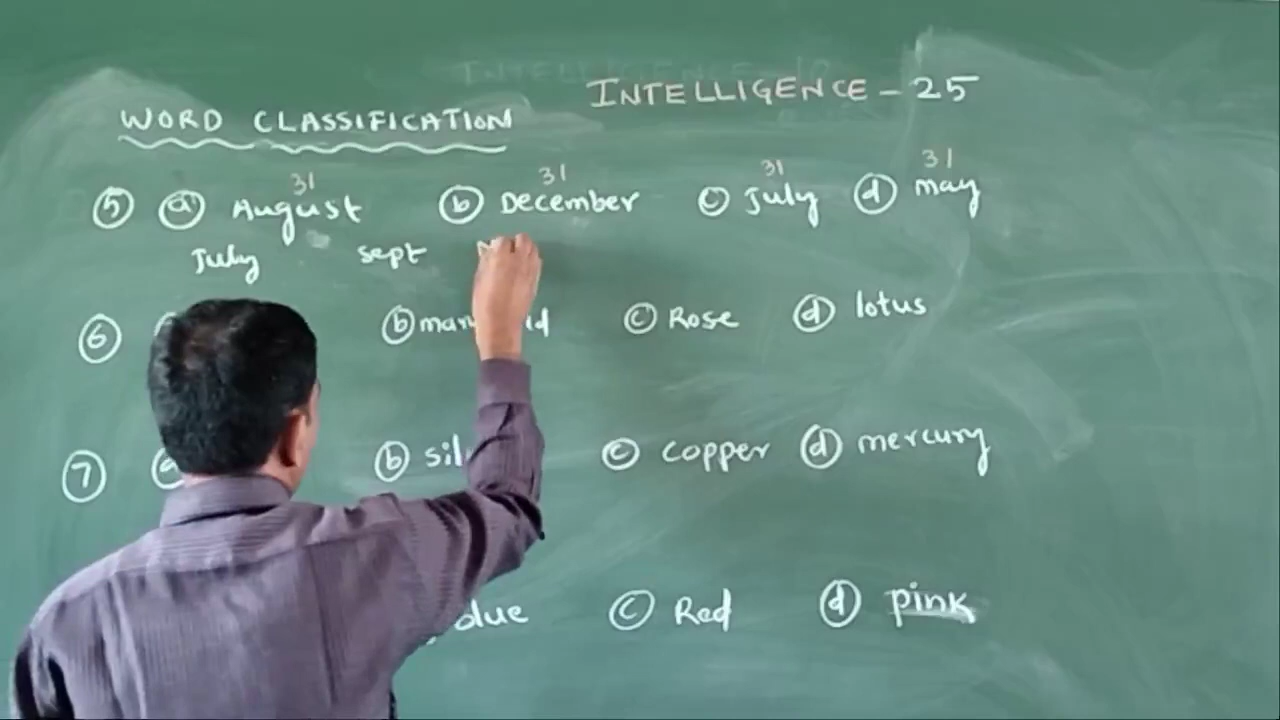 INTELLIGENCE - 25
WORD CLASSIFICATION
31 31 31 31
5 a August b December c July d may
July sept
6 b c Rose d lotus
7 b c copper d mercury
c Red d pink